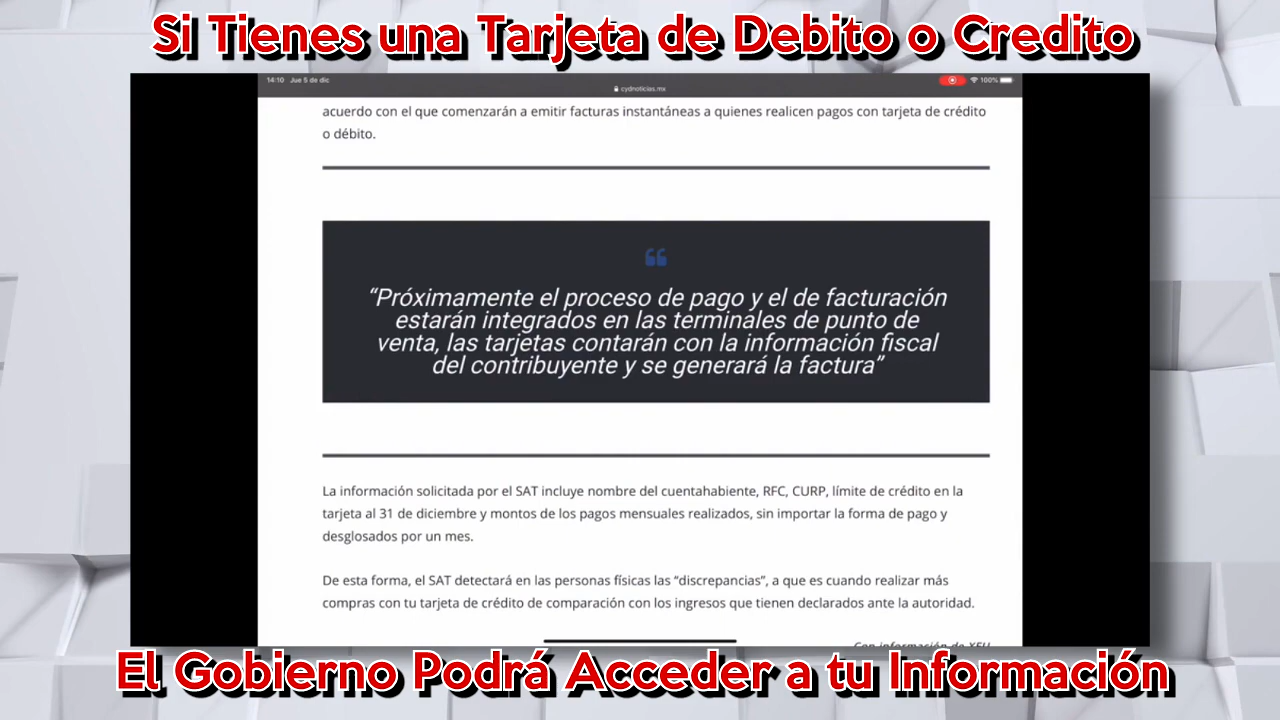 Si Tienes una Tarjeta de Debito o Credito
14:10 Jue 5 de dic
cydnoticias.mx
100%
acuerdo con el que comenzarán a emitir facturas instantáneas a quienes realicen pagos con tarjeta de crédito
o débito.
“Próximamente el proceso de pago y el de facturación
estarán integrados en las terminales de punto de
venta, las tarjetas contarán con la información fiscal
del contribuyente y se generará la factura”
La información solicitada por el SAT incluye nombre del cuentahabiente, RFC, CURP, límite de crédito en la
tarjeta al 31 de diciembre y montos de los pagos mensuales realizados, sin importar la forma de pago y
desglosados por un mes.
De esta forma, el SAT detectará en las personas físicas las “discrepancias”, a que es cuando realizar más
compras con tu tarjeta de crédito de comparación con los ingresos que tienen declarados ante la autoridad.
Con información de XEU
El Gobierno Podrá Acceder a tu Información